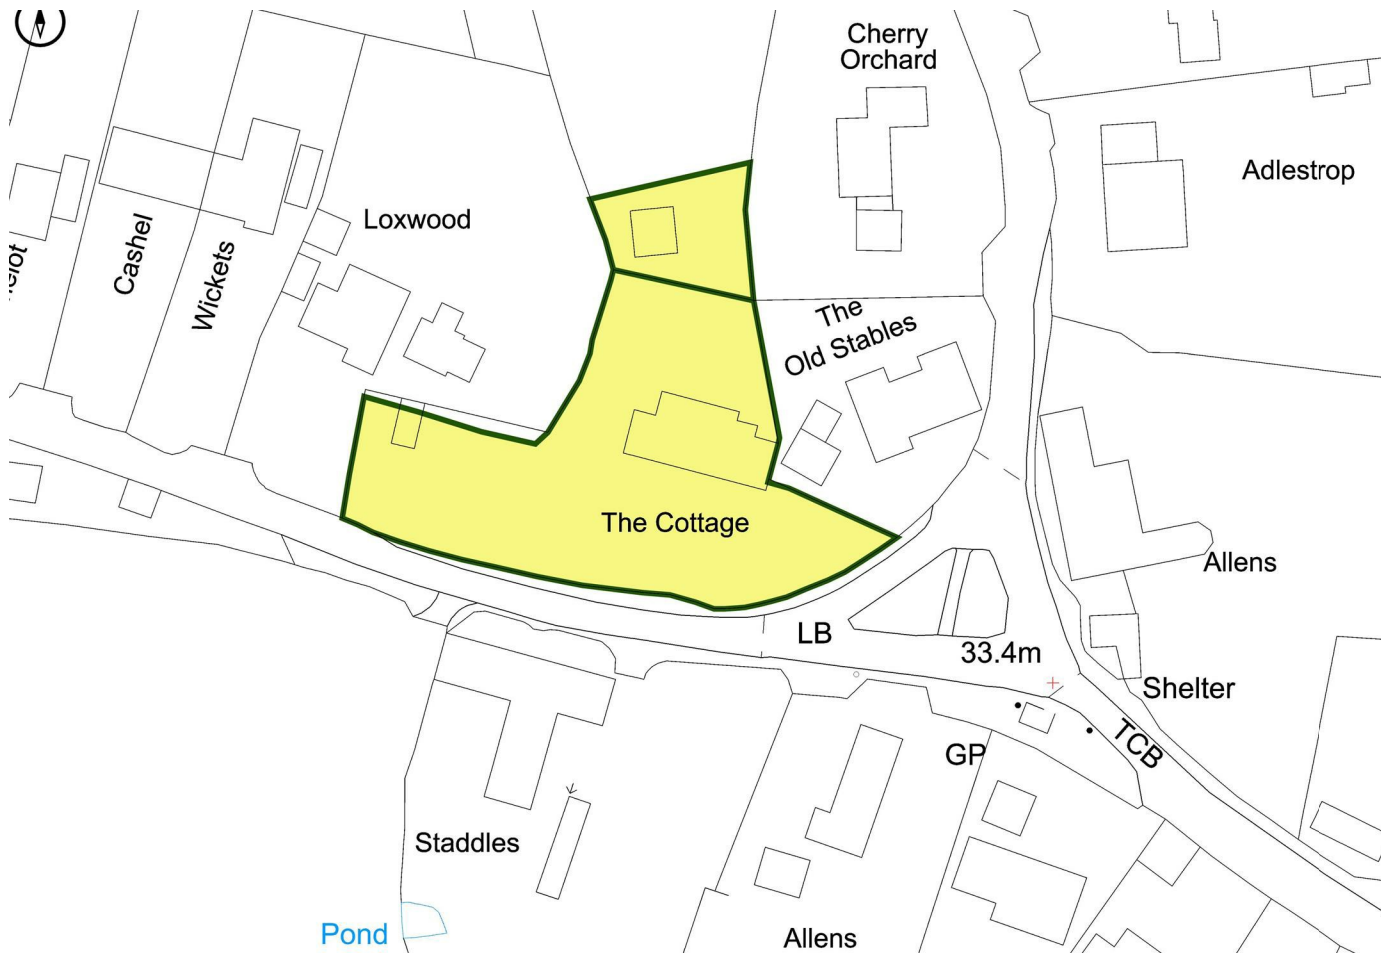 Cherry
Orchard
Adlestrop
Loxwood
Cashel
Wickets
The
Old Stables
The Cottage
Allens
LB
33.4m
Shelter
TCB
GP
Staddles
Pond
Allens